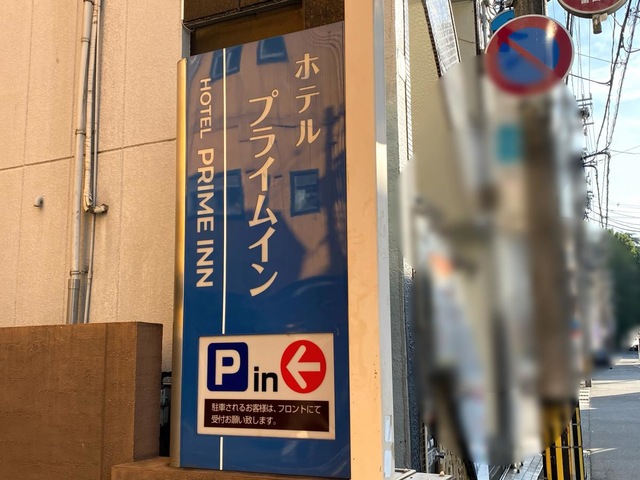 ホテル
プライムイン
HOTEL PRIME INN
P in
駐車されるお客様は、フロントにて
受付お願い致します。